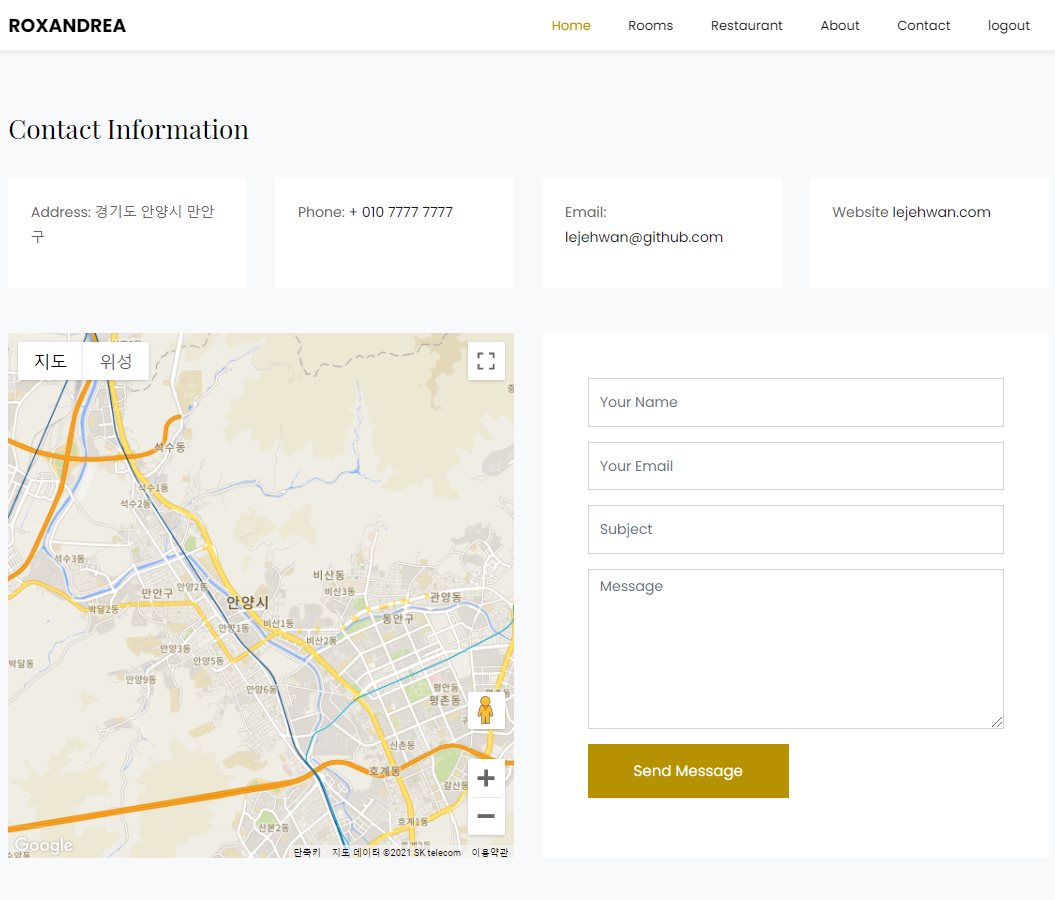 ROXANDREA
Home Rooms Restaurant About Contact logout
Contact Information
Address: 경기도 안양시 만안
구
Phone: + 010 7777 7777
Email:
lejehwan@github.com
Website lejehwan.com
지도 위성
석수동
석수1동
석수2동
석수3동
비산동
만안구
안양2동
비산3동
관양동
박달2동
안양시
동안구
안양1동
비산1동
비산2동
안양3동
박달동
안양5동
안양9동
안양6동
평안동
평촌동
신촌동
호계동
갈산동
호계1동
산본2동
Google
단축키 지도 데이터 ©2021 SK telecom 이용약관
Your Name
Your Email
Subject
Message
Send Message